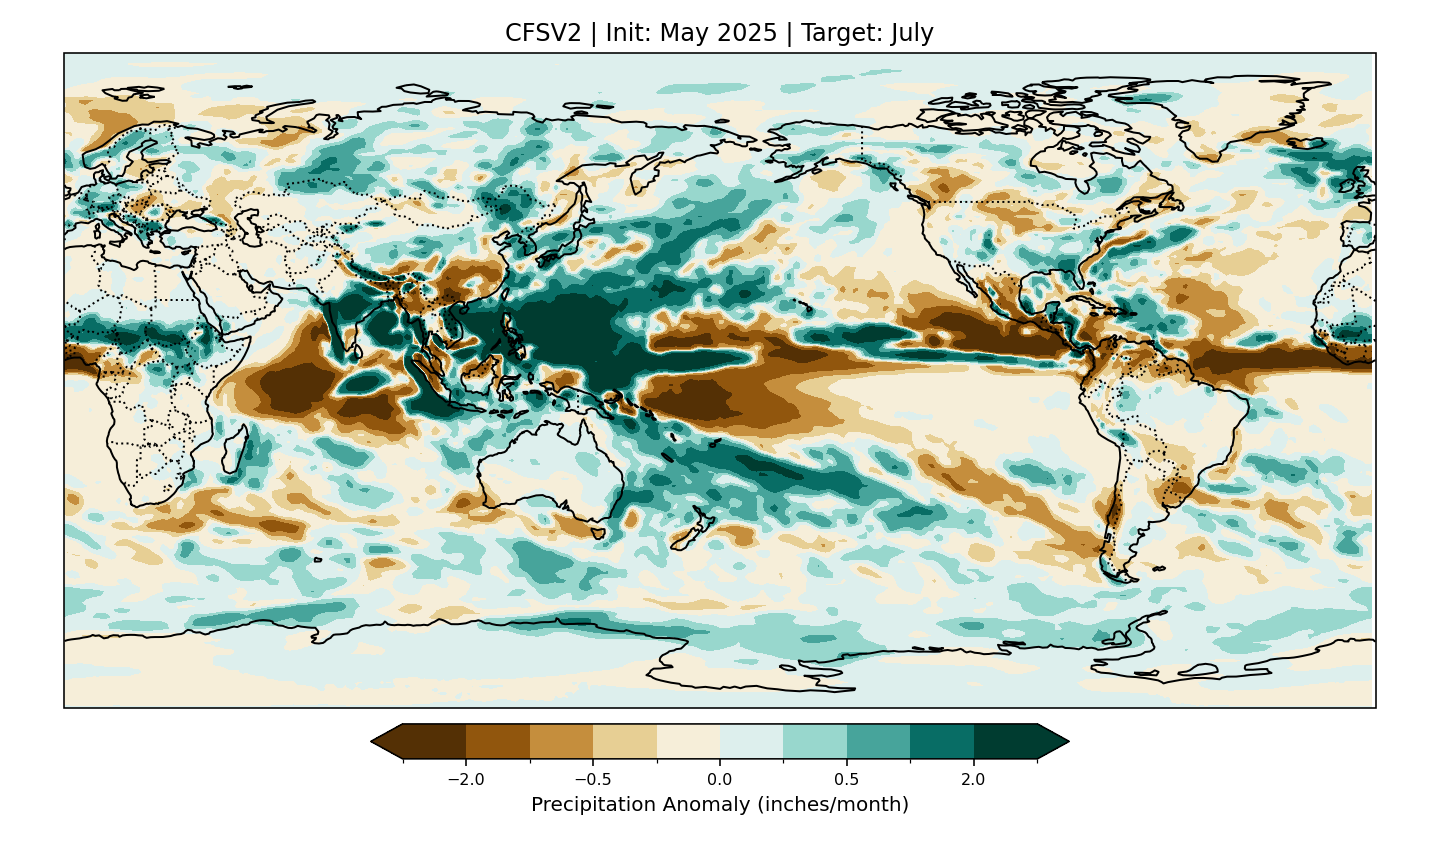 CFSV2 | Init: May 2025 | Target: July
−2.0 −0.5 0.0 0.5 2.0
Precipitation Anomaly (inches/month)